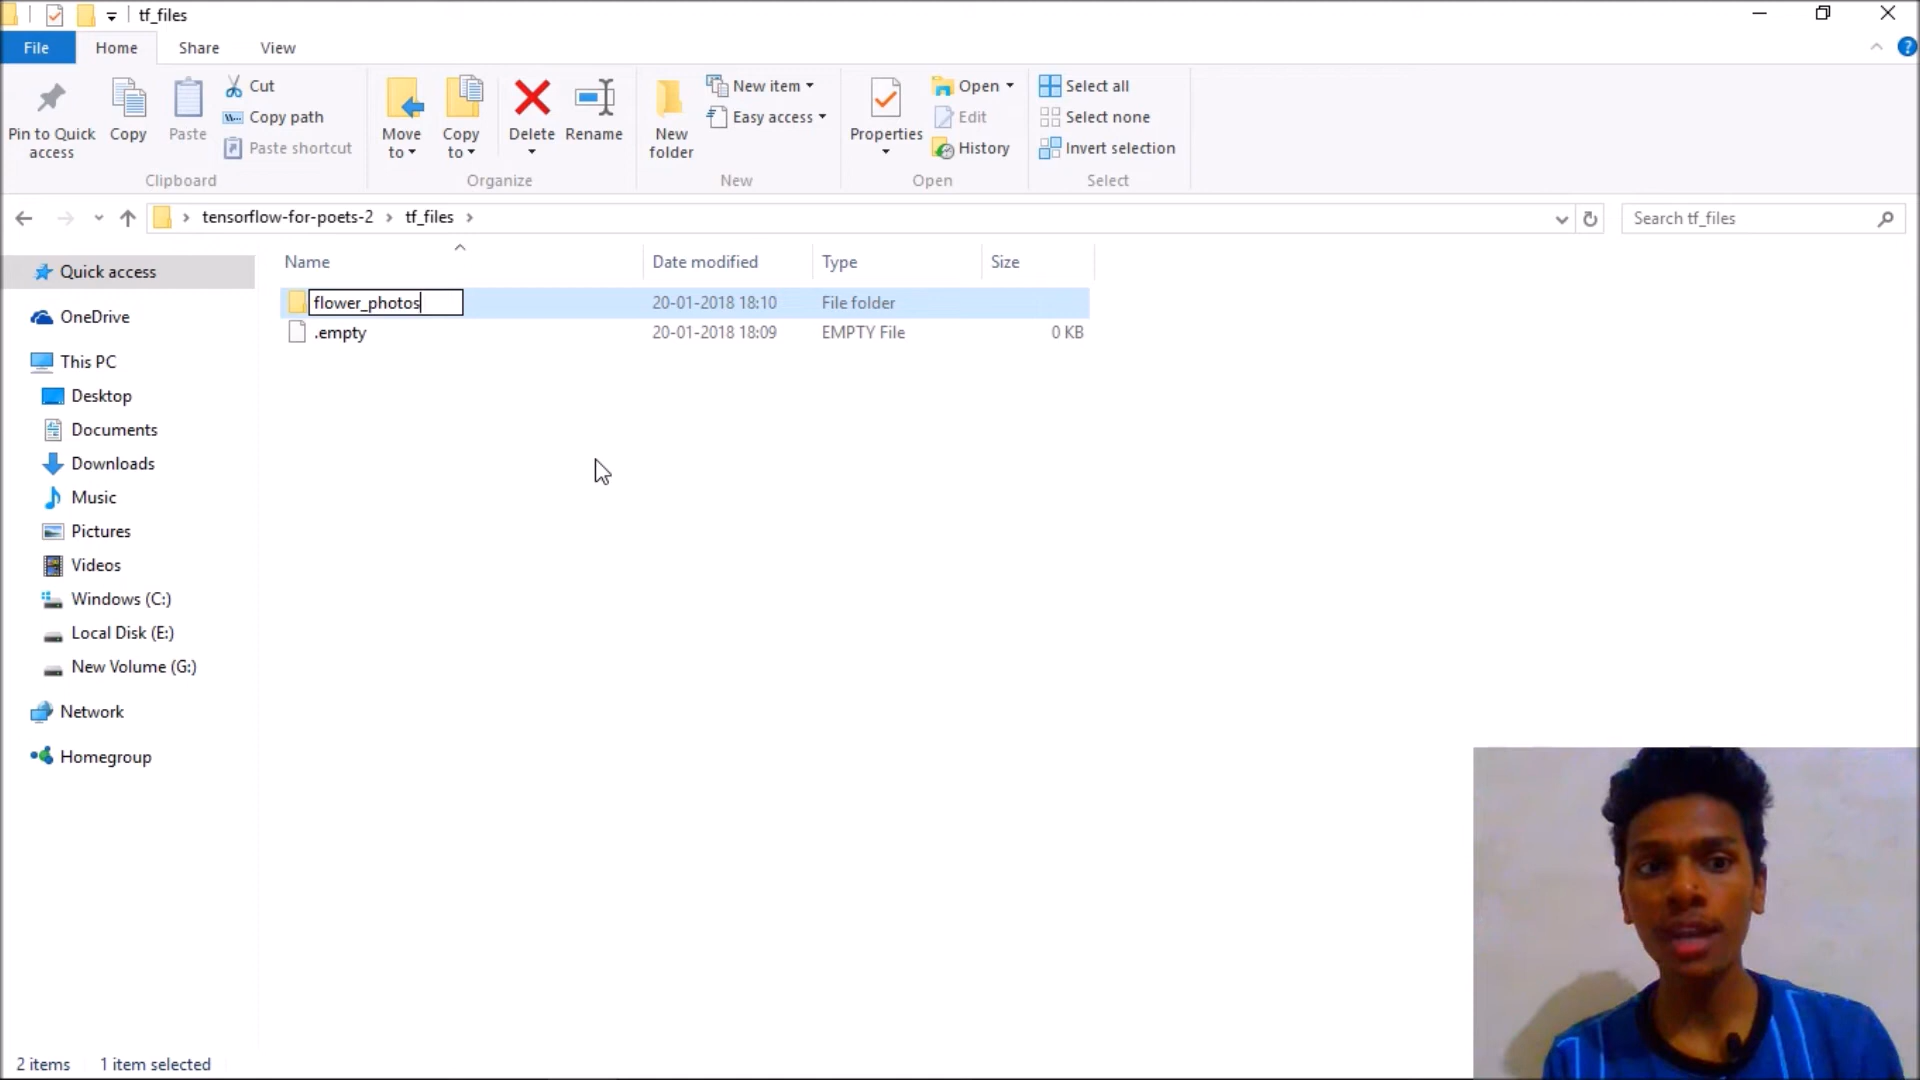 tf_files
File Home Share View
Pin to Quick access
Copy
Paste
Cut
Copy path
Paste shortcut
Clipboard
Move to
Copy to
Delete
Rename
Organize
New folder
New item
Easy access
New
Properties
Open
Edit
History
Open
Select all
Select none
Invert selection
Select
tensorflow-for-poets-2 tf_files
Search tf_files
Name Date modified Type Size
flower_photos 20-01-2018 18:10 File folder
.empty 20-01-2018 18:09 EMPTY File 0 KB
Quick access
OneDrive
This PC
Desktop
Documents
Downloads
Music
Pictures
Videos
Windows (C:)
Local Disk (E:)
New Volume (G:)
Network
Homegroup
2 items 1 item selected